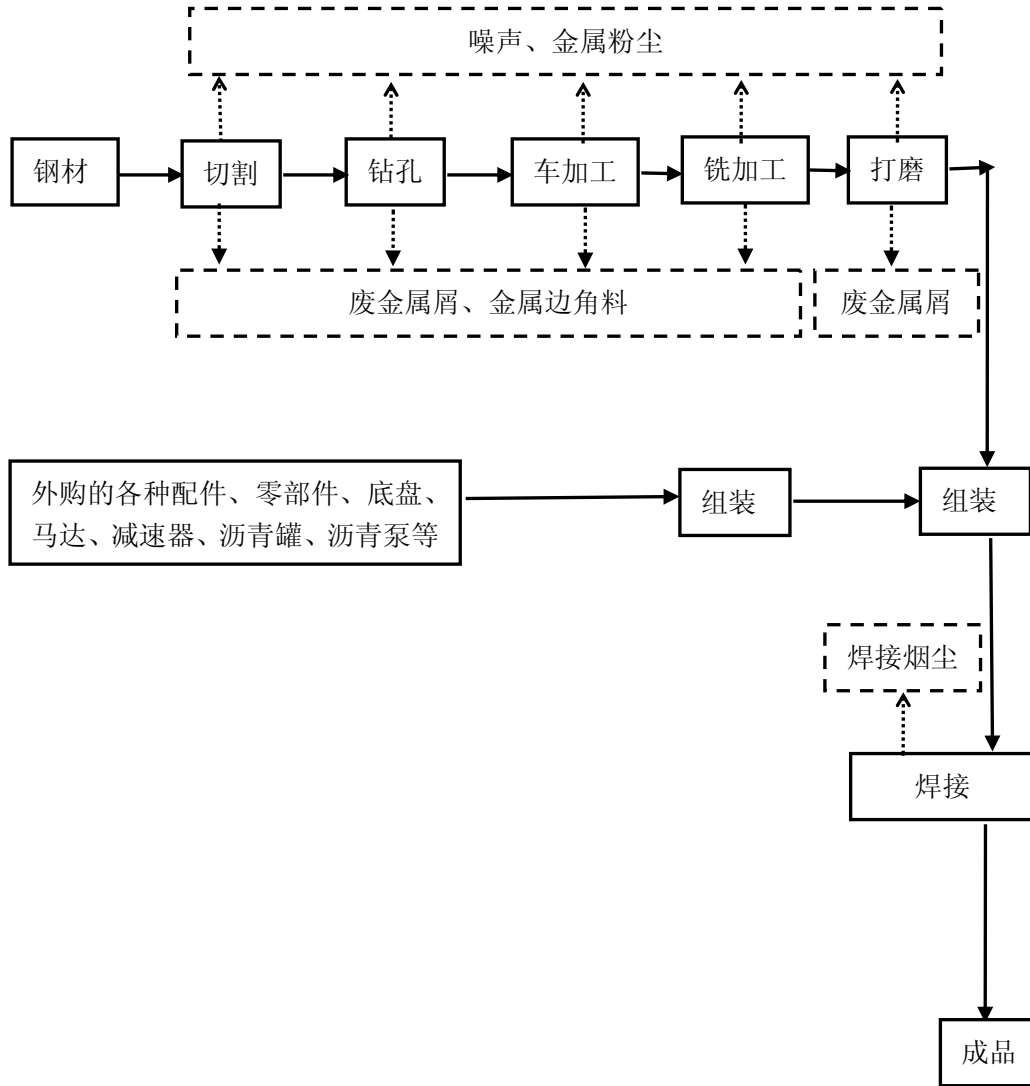 噪声、金属粉尘
钢材
切割
钻孔
车加工
铣加工
打磨
废金属屑、金属边角料
废金属屑
外购的各种配件、零部件、底盘、
马达、减速器、沥青罐、沥青泵等
组装
组装
焊接烟尘
焊接
成品